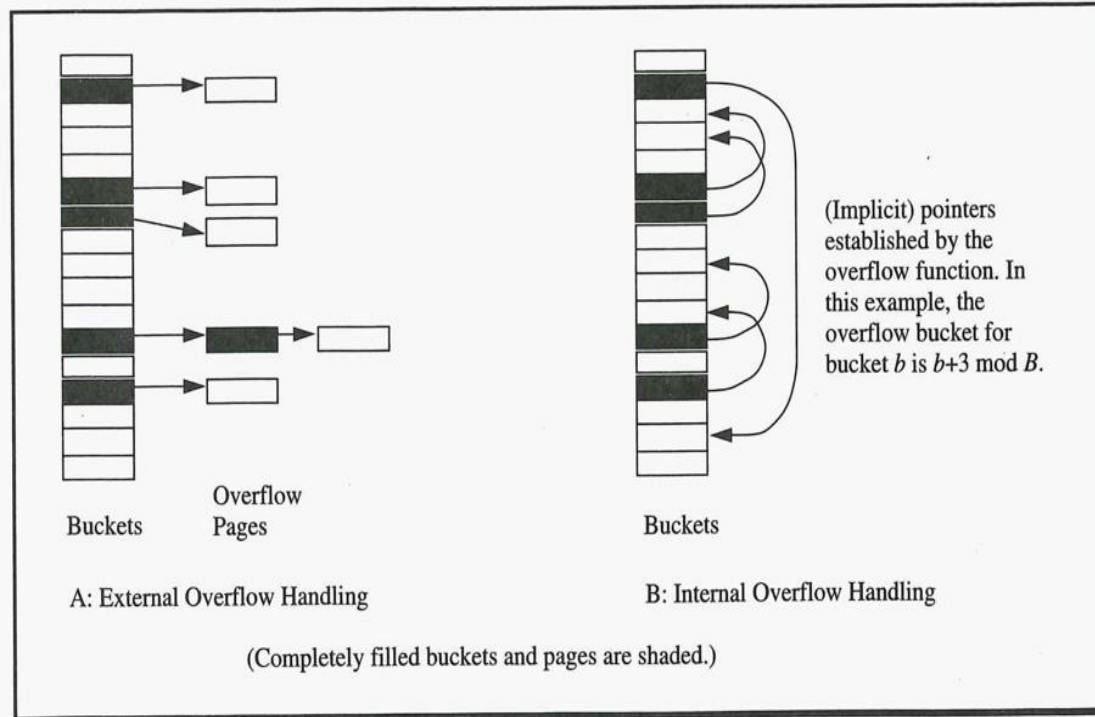 (Implicit) pointers
established by the
overflow function. In
this example, the
overflow bucket for
bucket b is b+3 mod B.
Overflow
Buckets Pages
Buckets
A: External Overflow Handling
B: Internal Overflow Handling
(Completely filled buckets and pages are shaded.)